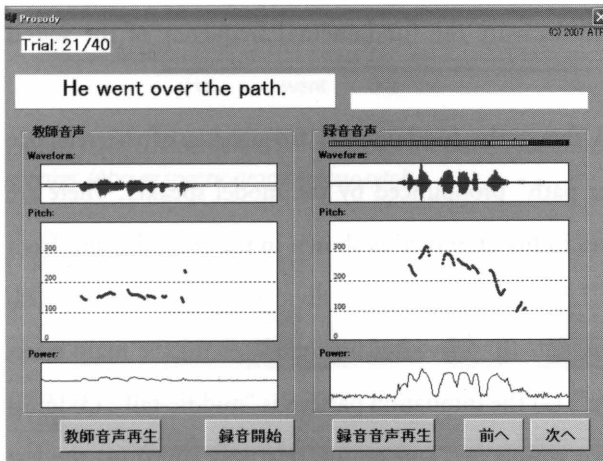 Prosody
(C) 2007 ATR
Trial: 21/40
He went over the path.
教師音声
Waveform:
Pitch:
300
200
100
0
Power:
録音音声
Waveform:
Pitch:
300
200
100
0
Power:
教師音声再生
録音開始
録音音声再生
前へ
次へ